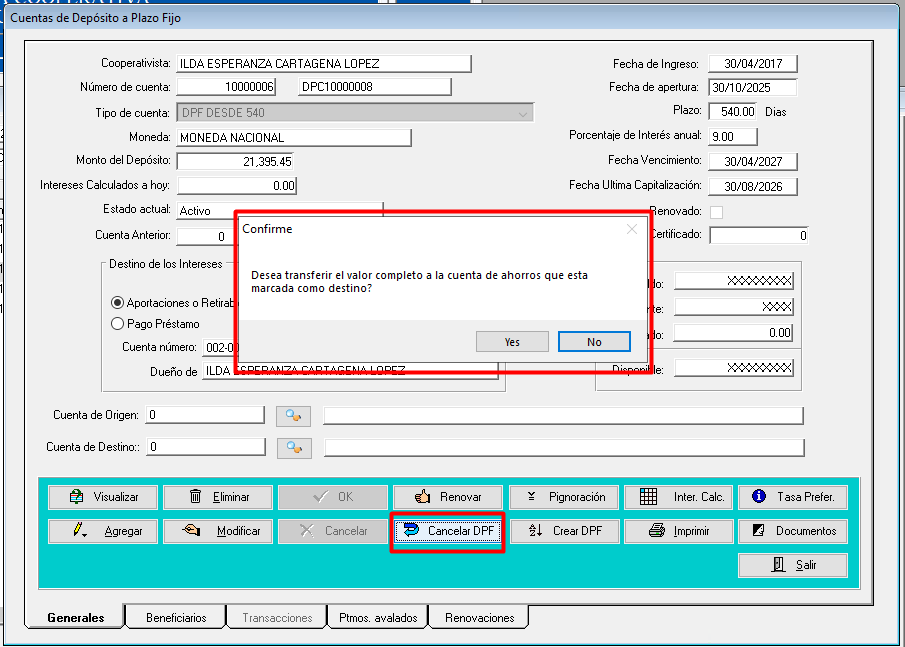 Cuentas de Depósito a Plazo Fijo
Cooperativista: ILDA ESPERANZA CARTAGENA LOPEZ
Fecha de Ingreso: 30/04/2017
Número de cuenta: 10000006 DPC10000008
Fecha de apertura: 30/10/2025
Tipo de cuenta: DPF DESDE 540
Plazo: 540.00 Dias
Moneda: MONEDA NACIONAL
Porcentaje de Interés anual: 9.00
Monto del Depósito: 21,395.45
Fecha Vencimiento: 30/04/2027
Intereses Calculados a hoy: 0.00
Fecha Ultima Capitalización: 30/08/2026
Estado actual: Activo
Renovado:
Cuenta Anterior: 0
Certificado: 0
Confirme
Desea transferir el valor completo a la cuenta de ahorros que esta
marcada como destino?
Yes No
Destino de los Intereses
Aportaciones o Retirab
XXXXXXXXX
Pago Préstamo
XXXX
Cuenta número: 002-00
0.00
Dueño de ILDA ESPERANZA CARTAGENA LOPEZ
Disponible: XXXXXXXXX
Cuenta de Origen: 0
Cuenta de Destino:: 0
Visualizar Eliminar OK Renovar Pignoración Inter. Calc. Tasa Prefer.
Agregar Modificar Cancelar Cancelar DPF Crear DPF Imprimir Documentos
Salir
Generales Beneficiarios Transacciones Ptmos. avalados Renovaciones